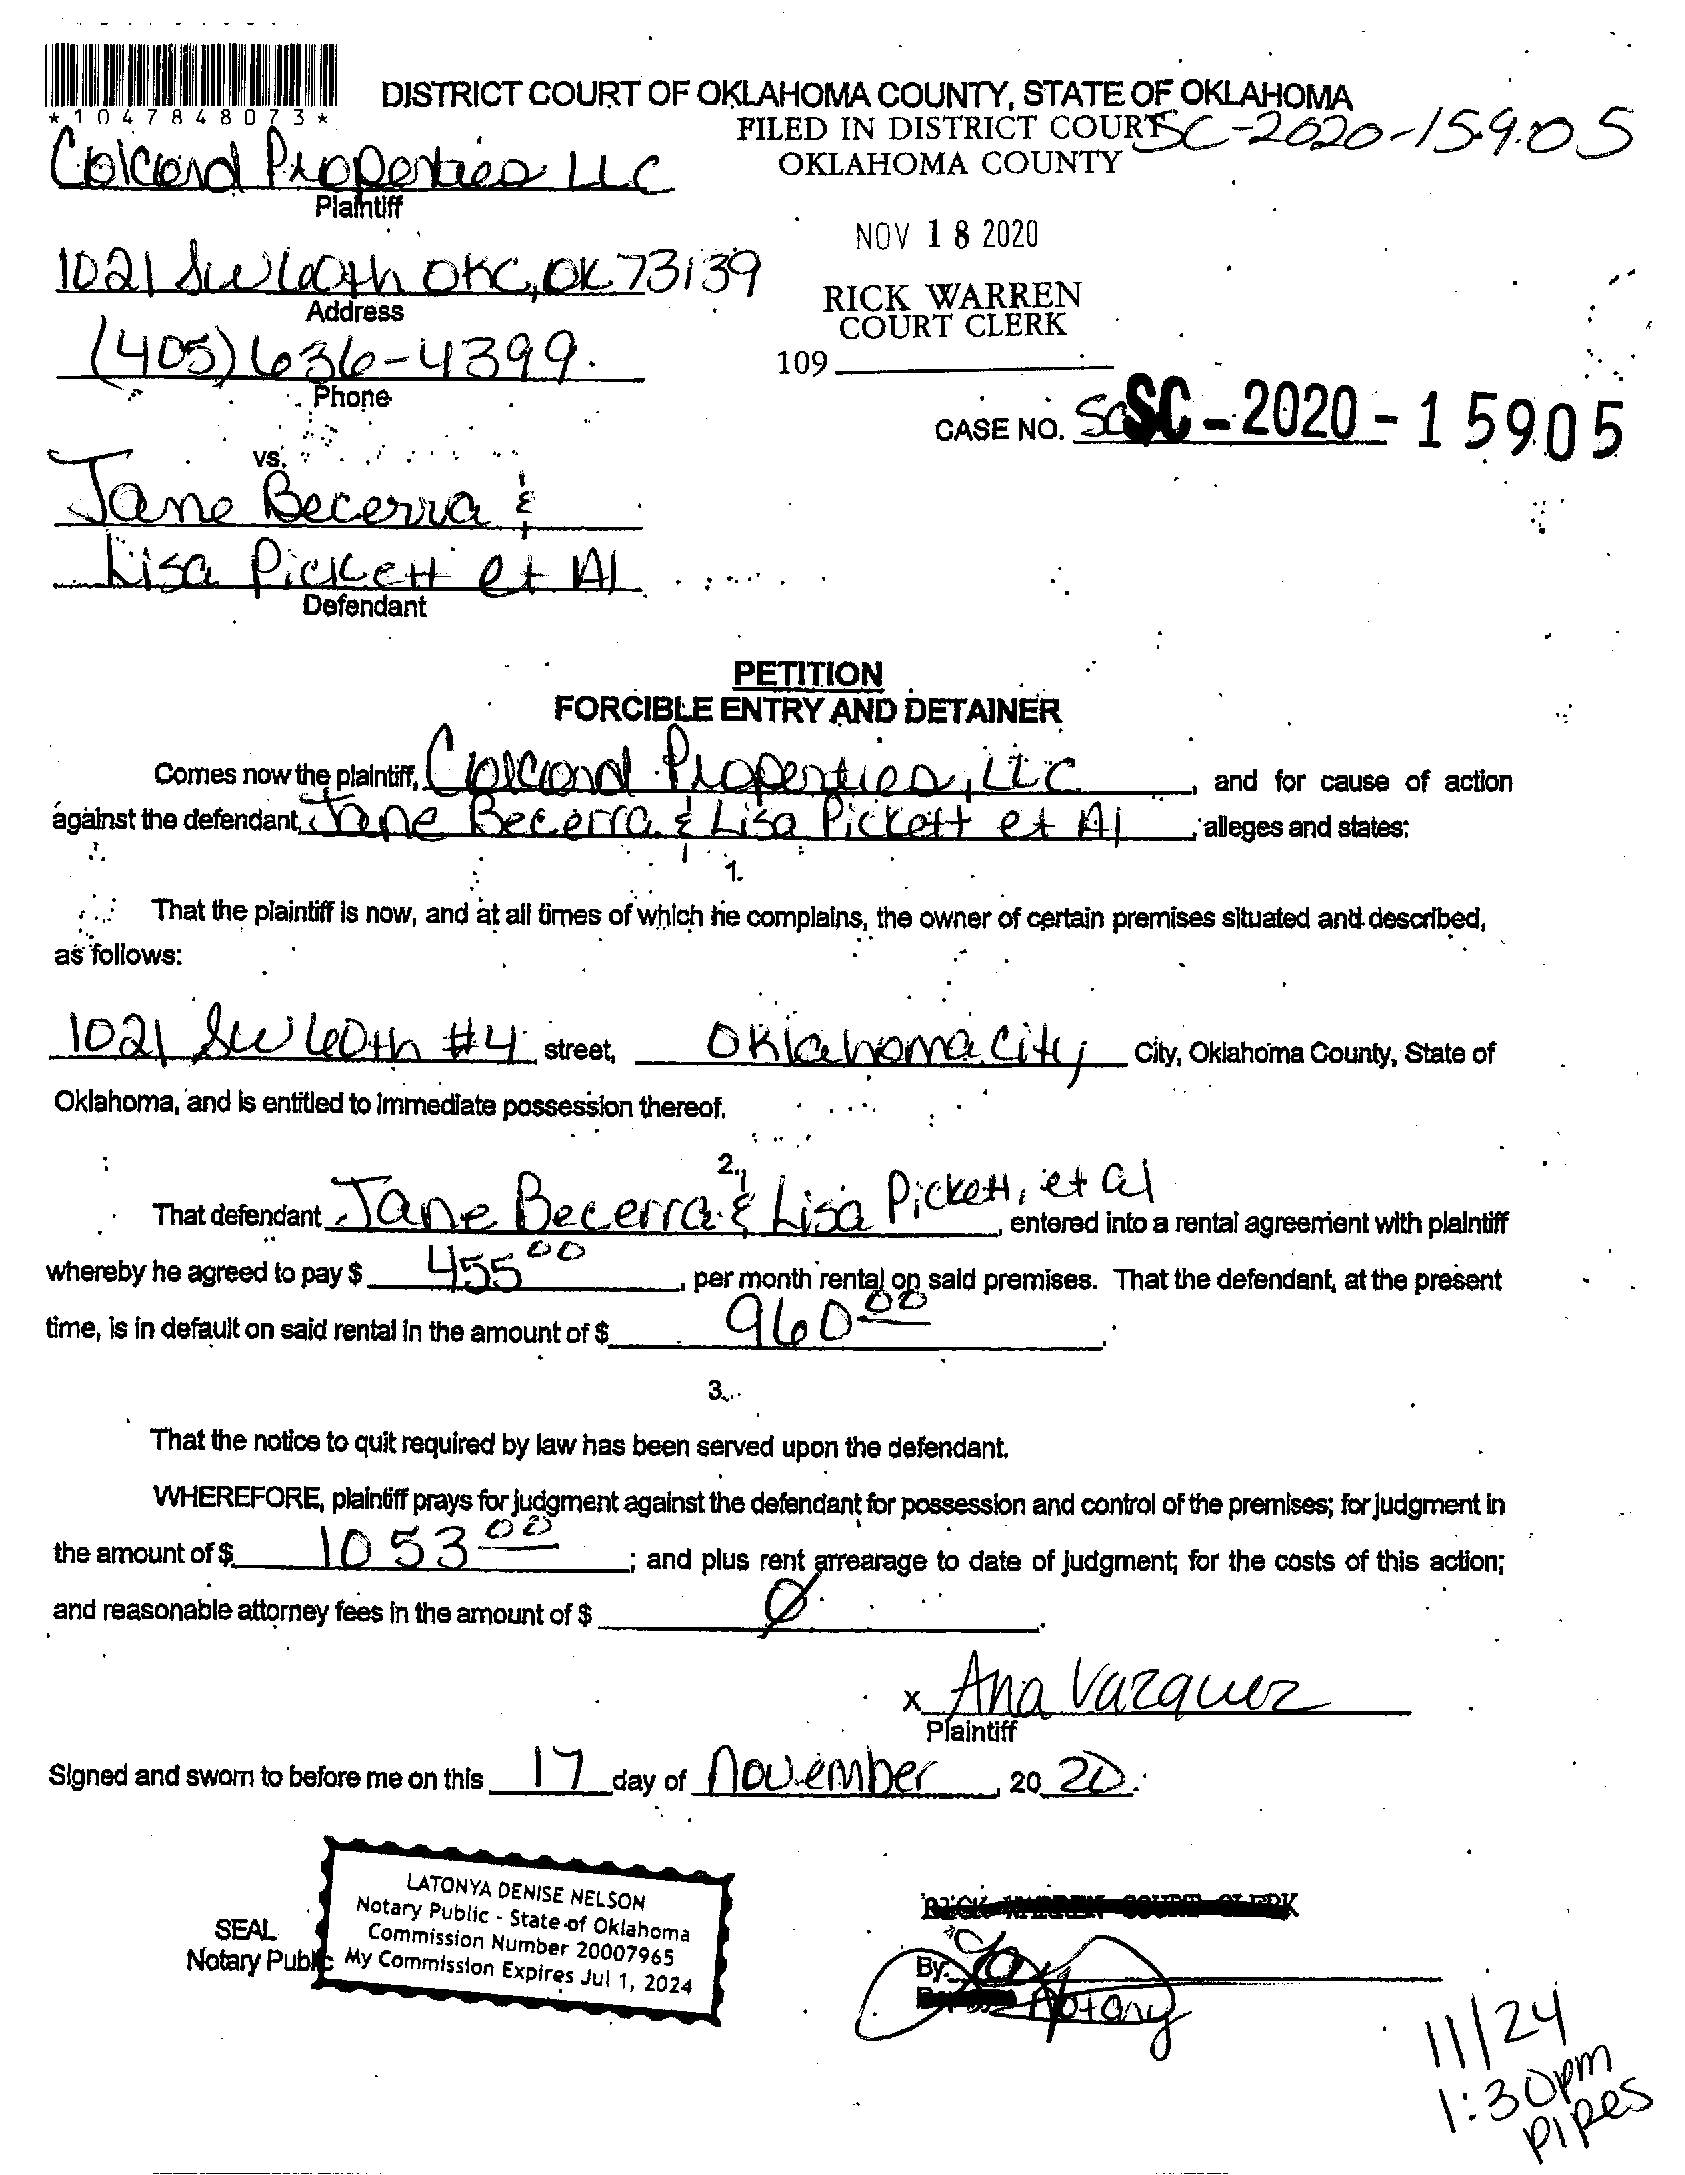 *1047848073*
DISTRICT COURT OF OKLAHOMA COUNTY, STATE OF OKLAHOMA
FILED IN DISTRICT COURT
OKLAHOMA COUNTY
SC-2020-15905
Colcord Properties LLC
Plaintiff
NOV 18 2020
1021 SW 60th OKC, OK 73139
Address
RICK WARREN
COURT CLERK
(405) 636-4399
Phone
109
CASE NO. SC SC-2020-15905
vs.
Jane Becerra &
Lisa Pickett et Al
Defendant
PETITION
FORCIBLE ENTRY AND DETAINER
Comes now the plaintiff, Colcord Properties, LLC, and for cause of action
against the defendant, Jane Becerra & Lisa Pickett et Al, alleges and states:
1.
That the plaintiff is now, and at all times of which he complains, the owner of certain premises situated and described,
as follows:
1021 SW 60th #4 street, Oklahoma City City, Oklahoma County, State of
Oklahoma, and is entitled to immediate possession thereof.
2.
That defendant Jane Becerra & Lisa Pickett, et al, entered into a rental agreement with plaintiff
whereby he agreed to pay $ 455 00, per month rental on said premises. That the defendant, at the present
time, is in default on said rental in the amount of $ 960 00.
3.
That the notice to quit required by law has been served upon the defendant.
WHEREFORE, plaintiff prays for judgment against the defendant for possession and control of the premises; for judgment in
the amount of $ 1053 00; and plus rent arrearage to date of judgment; for the costs of this action;
and reasonable attorney fees in the amount of $ Ø.
x Ana Vazquez
Plaintiff
Signed and sworn to before me on this 17 day of November, 20 20.
LATONYA DENISE NELSON
Notary Public - State of Oklahoma
Commission Number 20007965
My Commission Expires Jul 1, 2024
SEAL
Notary Public
RICK WARREN COURT CLERK
By:
Notary
11/24
1:30pm
Pipes